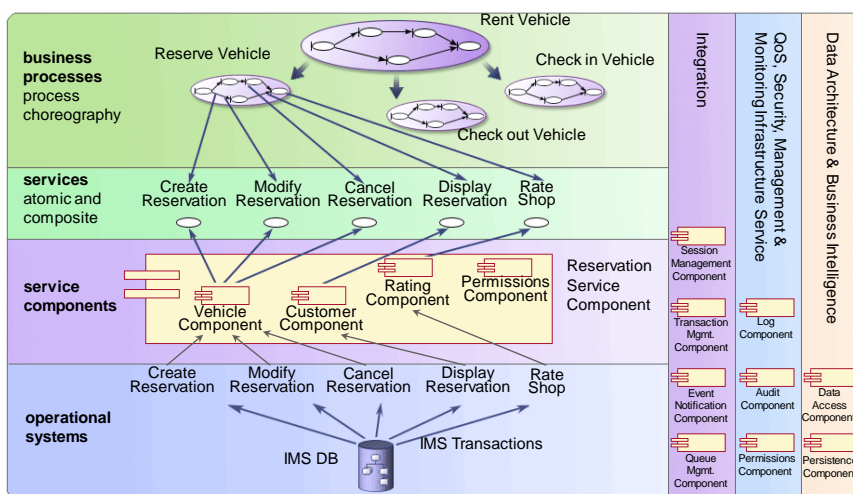 Rent Vehicle
Reserve Vehicle
business
processes
process
choreography
Check in Vehicle
Check out Vehicle
services
atomic and
composite
Create
Reservation
Modify
Reservation
Cancel
Reservation
Display
Reservation
Rate
Shop
service
components
Vehicle
Component
Customer
Component
Rating
Component
Permissions
Component
Reservation
Service
Component
Create
Reservation
Modify
Reservation
Cancel
Reservation
Display
Reservation
Rate
Shop
operational
systems
IMS DB
IMS Transactions
Integration
Session
Management
Component
Transaction
Mgmt.
Component
Event
Notification
Component
Queue
Mgmt.
Component
QoS, Security, Management &
Monitoring Infrastructure Service
Log
Component
Audit
Component
Permissions
Component
Data Architecture & Business Intelligence
Data
Access
Component
Persistence
Component